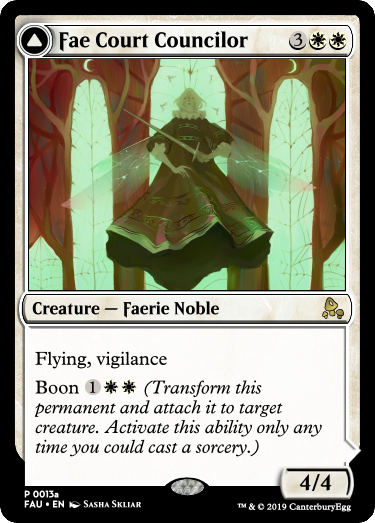 Fae Court Councilor 3
Creature — Faerie Noble
Flying, vigilance
Boon 1 (Transform this
permanent and attach it to target
creature. Activate this ability only any
time you could cast a sorcery.)
4/4
P 0013a
FAU • EN Sasha Skliar
™ & © 2019 CanterburyEgg